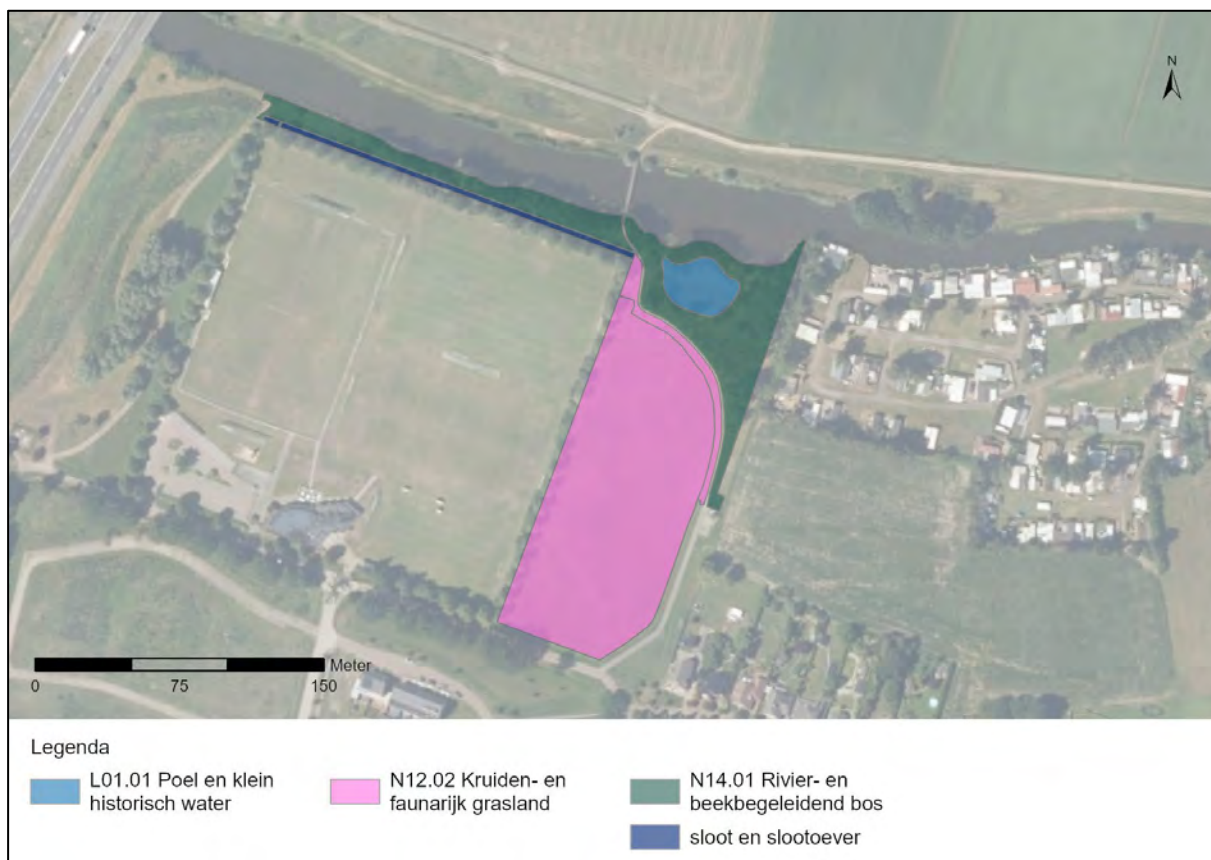 N
Meter
0 75 150
Legenda
L01.01 Poel en klein
historisch water
N12.02 Kruiden- en
faunarijk grasland
N14.01 Rivier- en
beekbegeleidend bos
sloot en slootoever